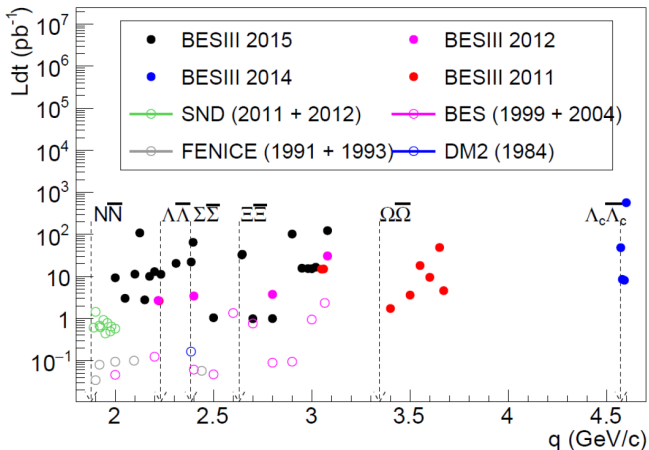 Ldt (pb⁻¹)
10⁷
10⁶
10⁵
10⁴
10³
10²
10
1
10⁻¹
BESIII 2015
BESIII 2012
BESIII 2014
BESIII 2011
SND (2011 + 2012)
BES (1999 + 2004)
FENICE (1991 + 1993)
DM2 (1984)
NN̅
ΛΛ̅
ΣΣ̅
ΞΞ̅
ΩΩ̅
Λ_cΛ̅_c
2 2.5 3 3.5 4 4.5
q (GeV/c)